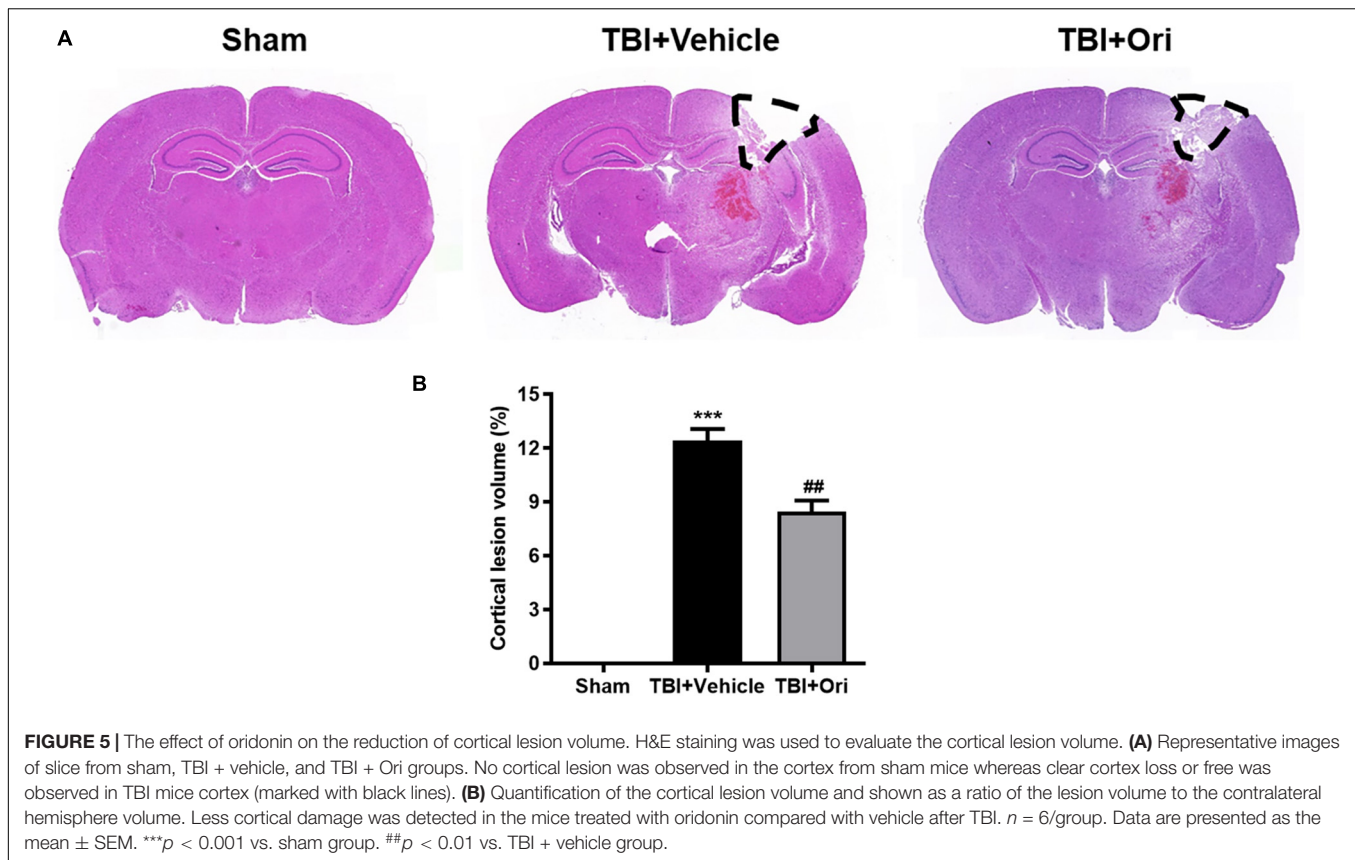 A
Sham
TBI+Vehicle
TBI+Ori
B
Cortical lesion volume (%)
15
12
9
6
3
0
***
##
Sham
TBI+Vehicle
TBI+Ori
FIGURE 5 | The effect of oridonin on the reduction of cortical lesion volume. H&E staining was used to evaluate the cortical lesion volume. (A) Representative images
of slice from sham, TBI + vehicle, and TBI + Ori groups. No cortical lesion was observed in the cortex from sham mice whereas clear cortex loss or free was
observed in TBI mice cortex (marked with black lines). (B) Quantification of the cortical lesion volume and shown as a ratio of the lesion volume to the contralateral
hemisphere volume. Less cortical damage was detected in the mice treated with oridonin compared with vehicle after TBI. n = 6/group. Data are presented as the
mean ± SEM. ***p < 0.001 vs. sham group. ##p < 0.01 vs. TBI + vehicle group.